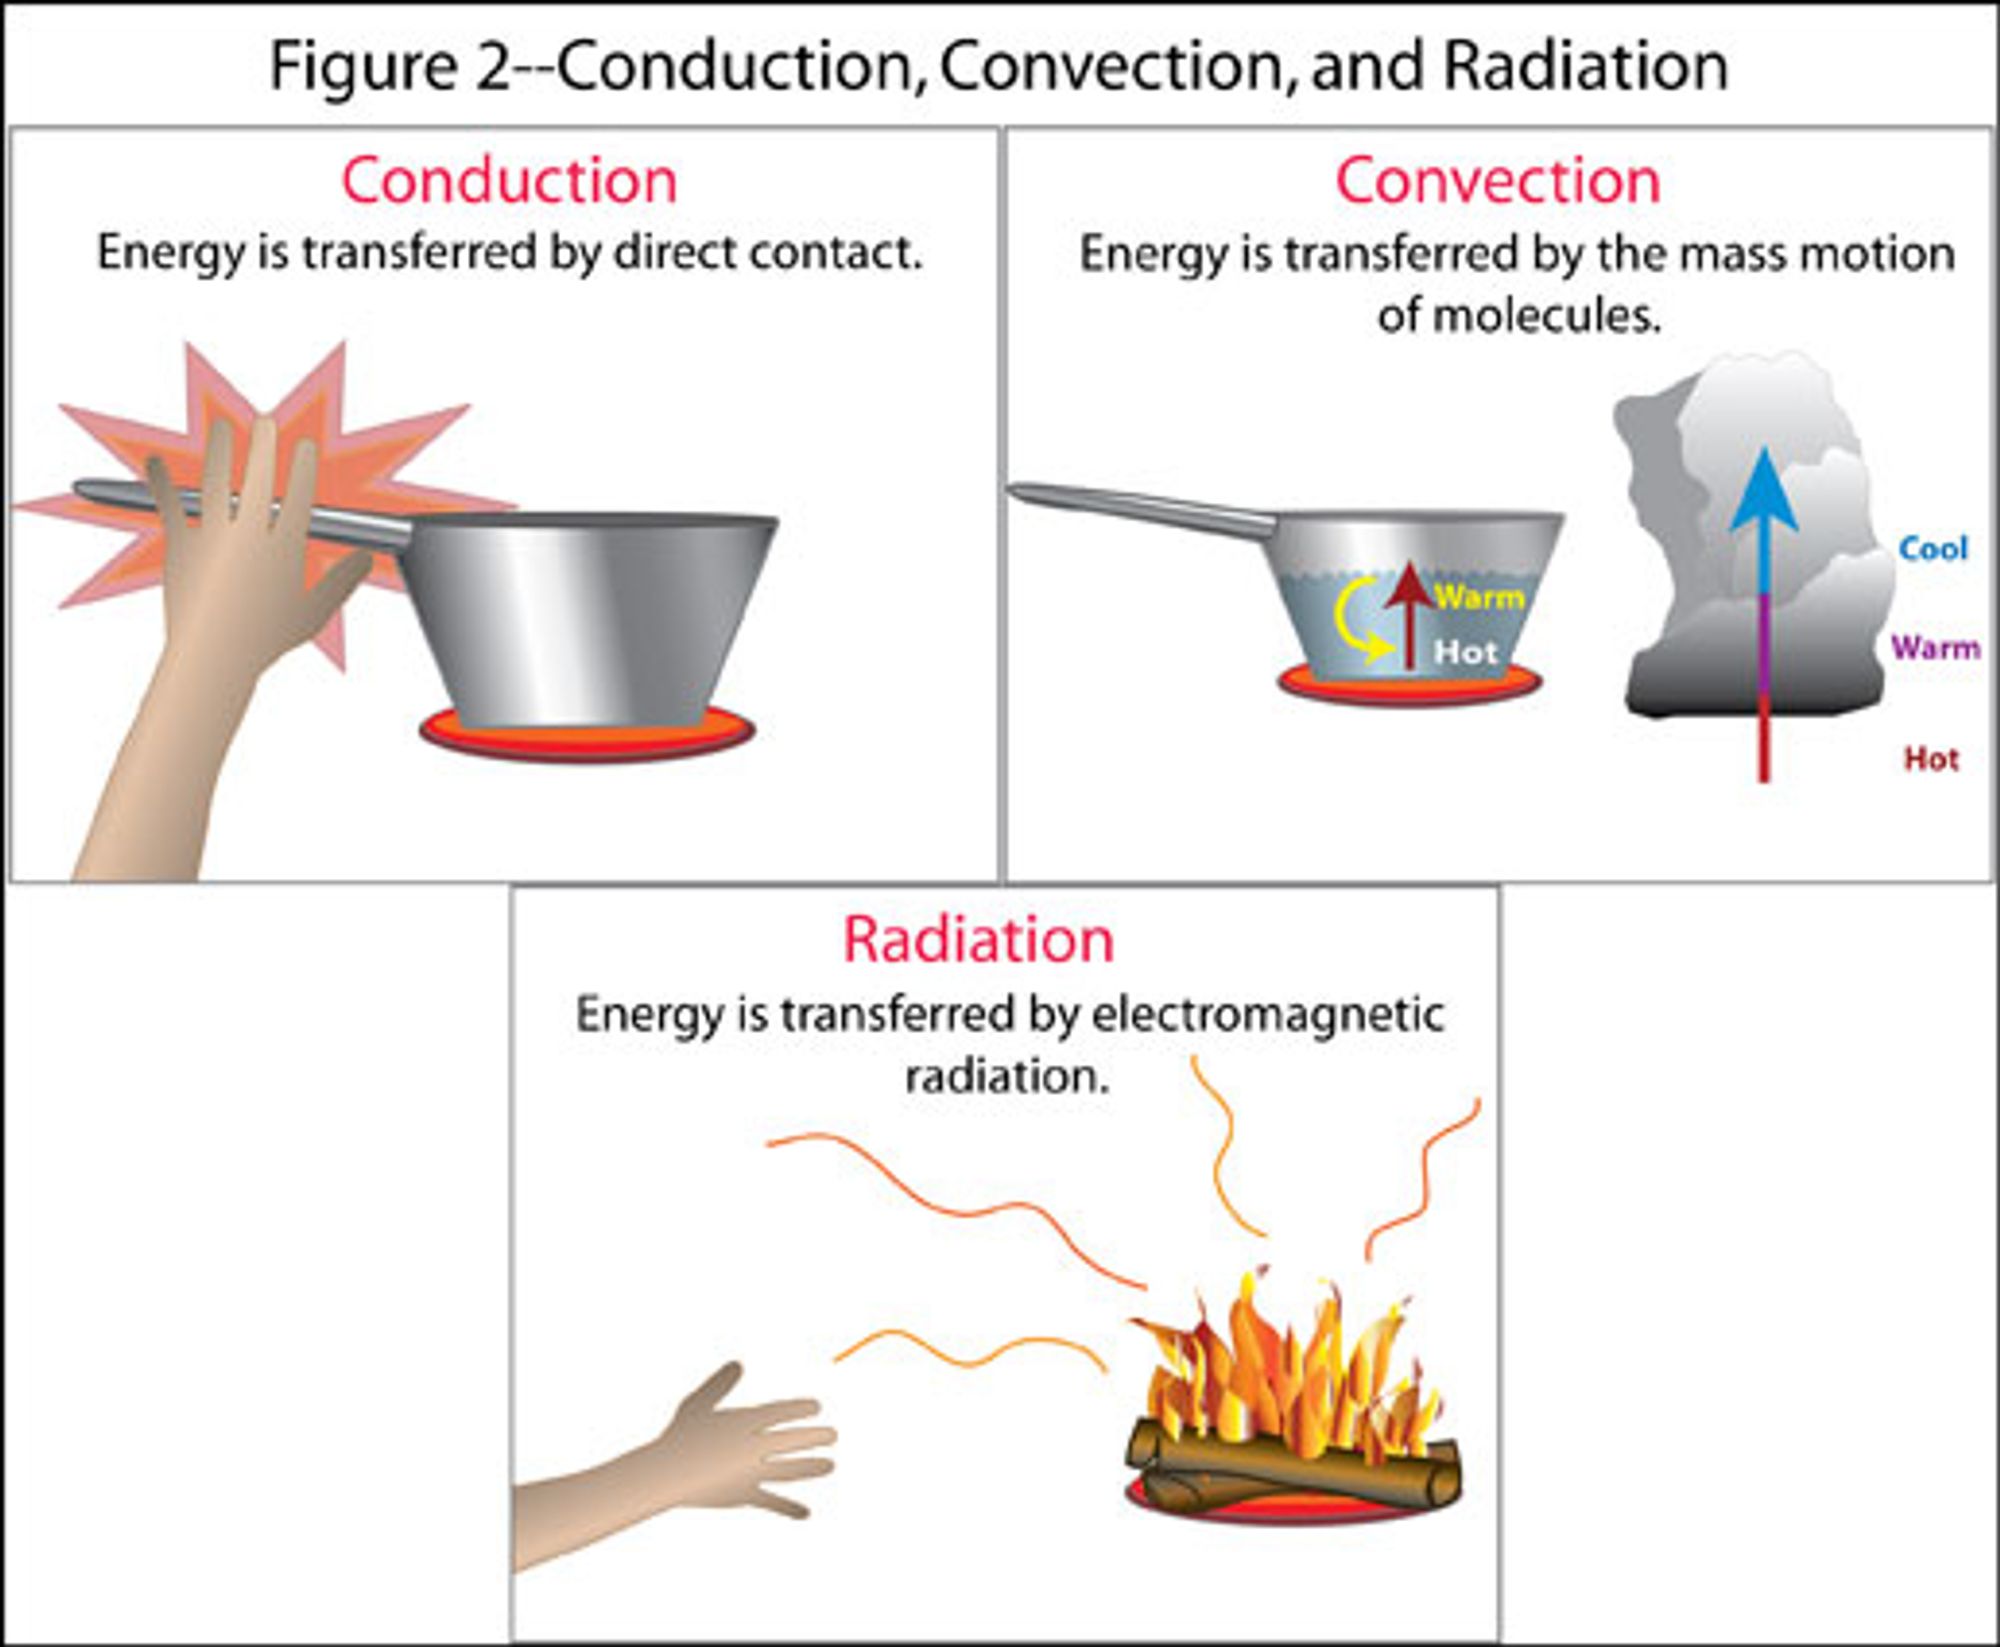 Figure 2--Conduction, Convection, and Radiation
Conduction
Energy is transferred by direct contact.
Convection
Energy is transferred by the mass motion
of molecules.
Warm
Hot
Cool
Warm
Hot
Radiation
Energy is transferred by electromagnetic
radiation.